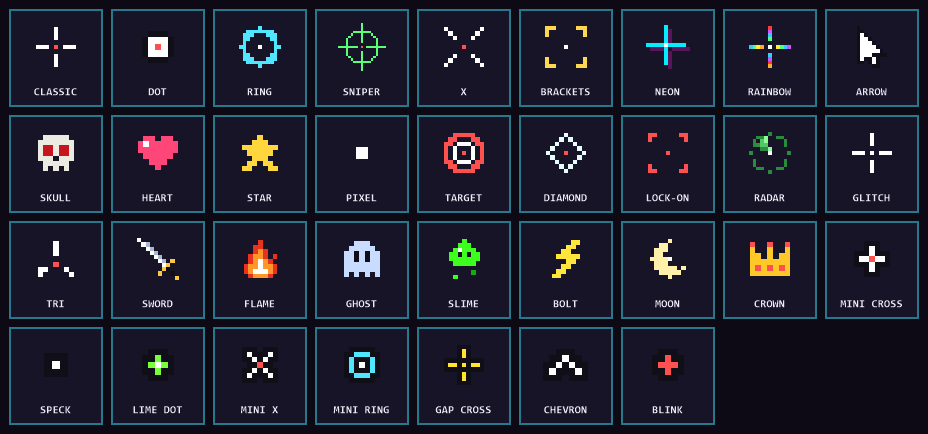 CLASSIC DOT RING SNIPER X BRACKETS NEON RAINBOW ARROW
SKULL HEART STAR PIXEL TARGET DIAMOND LOCK-ON RADAR GLITCH
TRI SWORD FLAME GHOST SLIME BOLT MOON CROWN MINI CROSS
SPECK LIME DOT MINI X MINI RING GAP CROSS CHEVRON BLINK